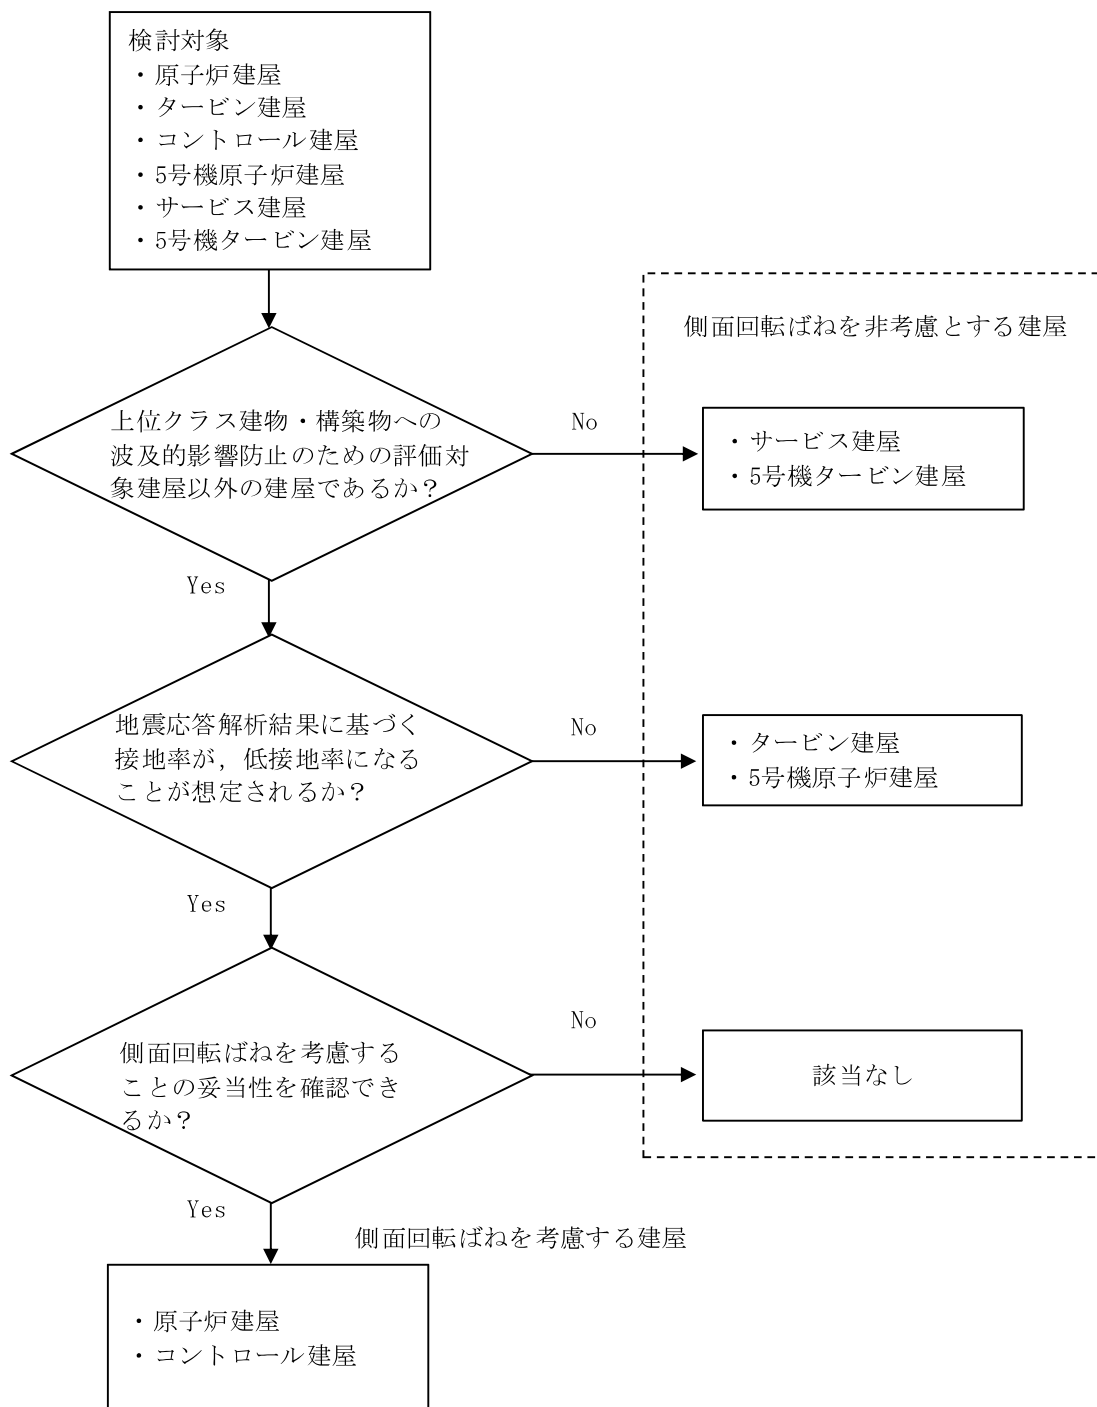 検討対象
・原子炉建屋
・タービン建屋
・コントロール建屋
・5号機原子炉建屋
・サービス建屋
・5号機タービン建屋
側面回転ばねを非考慮とする建屋
上位クラス建物・構築物への
波及的影響防止のための評価対
象建屋以外の建屋であるか？
No
・サービス建屋
・5号機タービン建屋
Yes
地震応答解析結果に基づく
接地率が，低接地率になる
ことが想定されるか？
No
・タービン建屋
・5号機原子炉建屋
Yes
側面回転ばねを考慮する
ことの妥当性を確認でき
るか？
No
該当なし
Yes
側面回転ばねを考慮する建屋
・原子炉建屋
・コントロール建屋